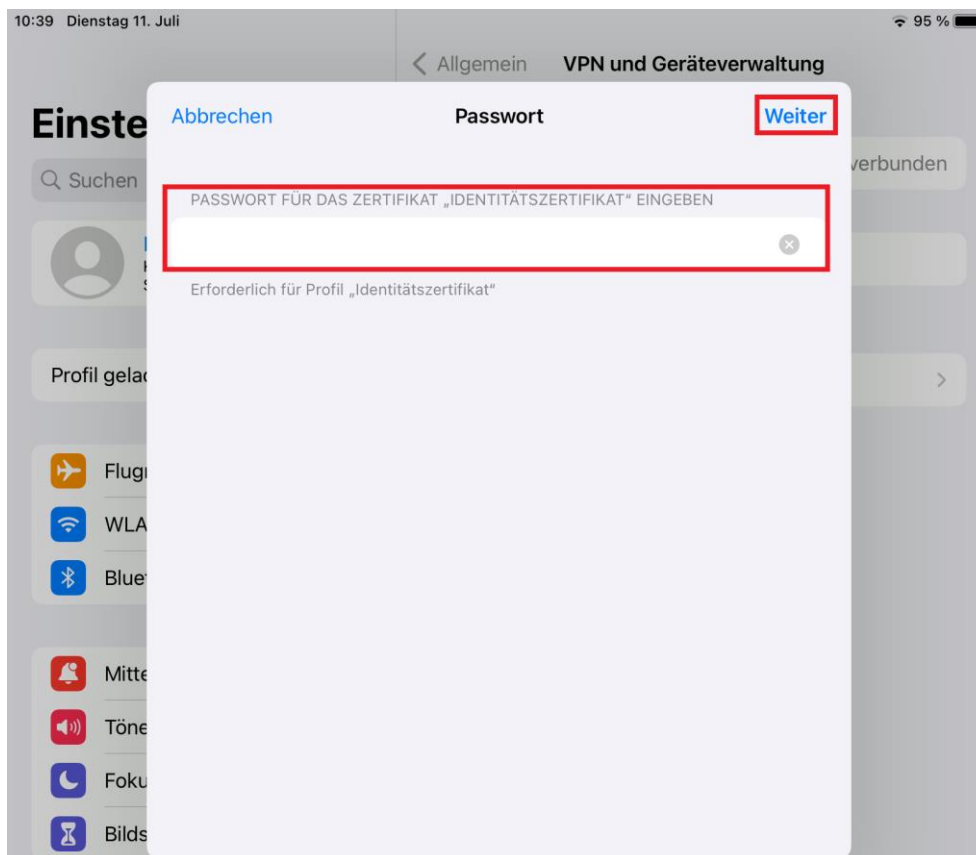 10:39 Dienstag 11. Juli
95 %
Allgemein
VPN und Geräteverwaltung
Einste
Abbrechen
Passwort
Weiter
Suchen
verbunden
PASSWORT FÜR DAS ZERTIFIKAT „IDENTITÄTSZERTIFIKAT" EINGEBEN
Erforderlich für Profil „Identitätszertifikat"
Profil gelad
Flug
WLA
Blue
Mitte
Töne
Foku
Bilds